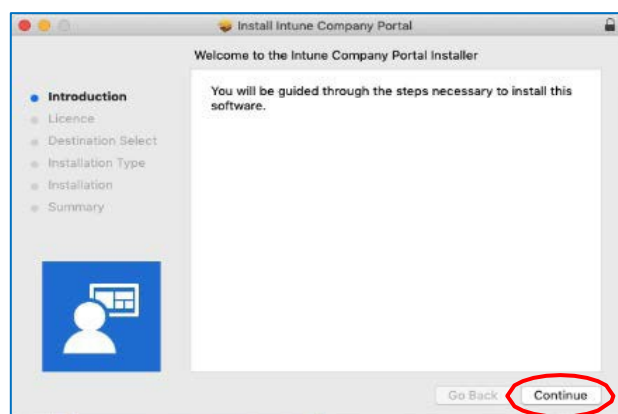 Install Intune Company Portal
Welcome to the Intune Company Portal Installer
Introduction
Licence
Destination Select
Installation Type
Installation
Summary
You will be guided through the steps necessary to install this
software.
Go Back
Continue